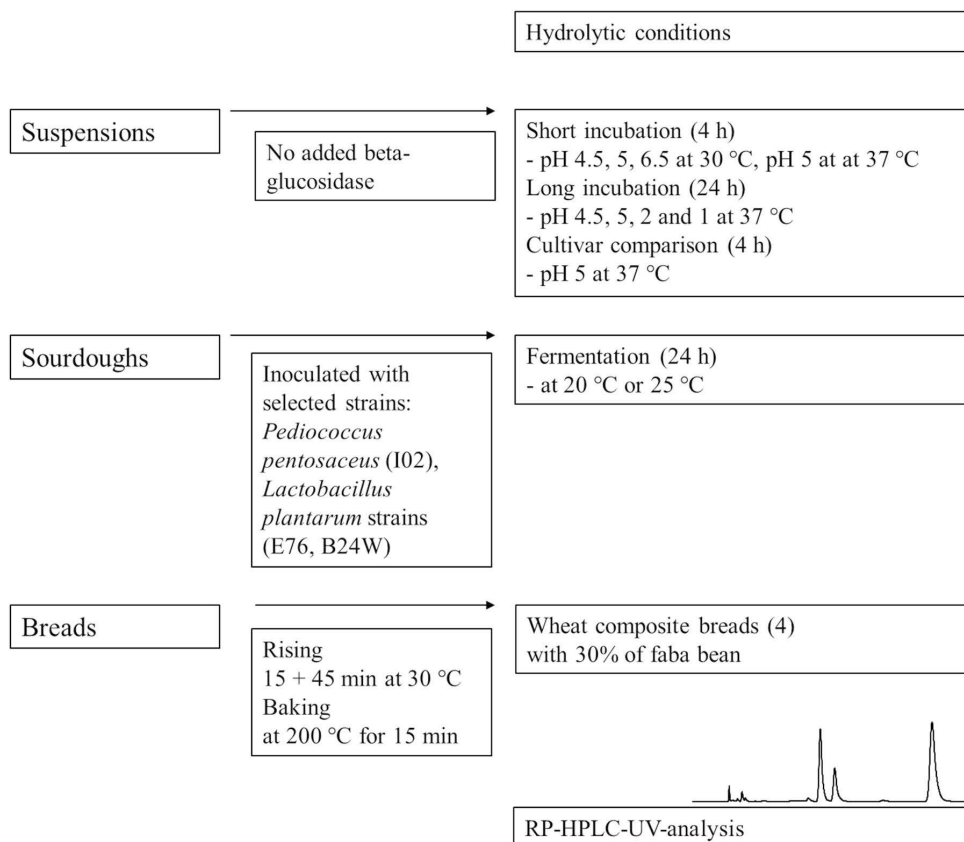 Hydrolytic conditions
Suspensions
No added beta-
glucosidase
Short incubation (4 h)
- pH 4.5, 5, 6.5 at 30 °C, pH 5 at at 37 °C
Long incubation (24 h)
- pH 4.5, 5, 2 and 1 at 37 °C
Cultivar comparison (4 h)
- pH 5 at 37 °C
Sourdoughs
Inoculated with
selected strains:
Pediococcus
pentosaceus (I02),
Lactobacillus
plantarum strains
(E76, B24W)
Fermentation (24 h)
- at 20 °C or 25 °C
Breads
Rising
15 + 45 min at 30 °C
Baking
at 200 °C for 15 min
Wheat composite breads (4)
with 30% of faba bean
RP-HPLC-UV-analysis